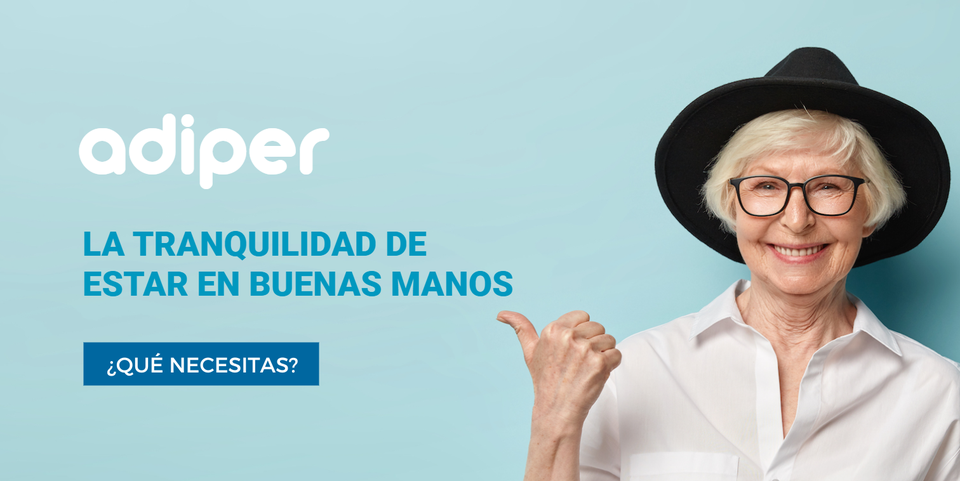 adiper
LA TRANQUILIDAD DE
ESTAR EN BUENAS MANOS
¿QUÉ NECESITAS?